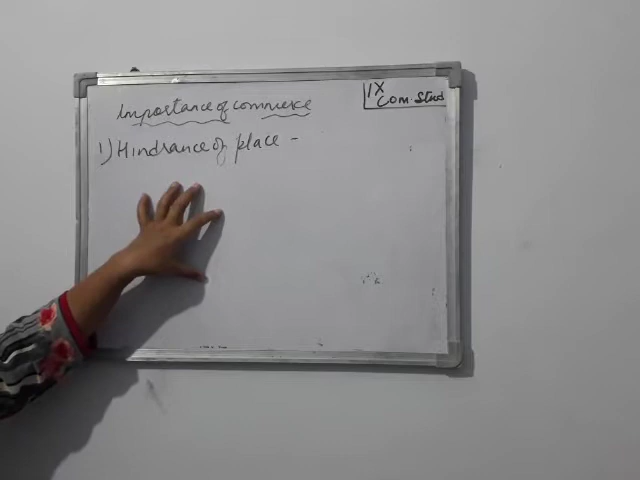 Importance of commerce
IX
Com. Stud
1) Hindrance of place -